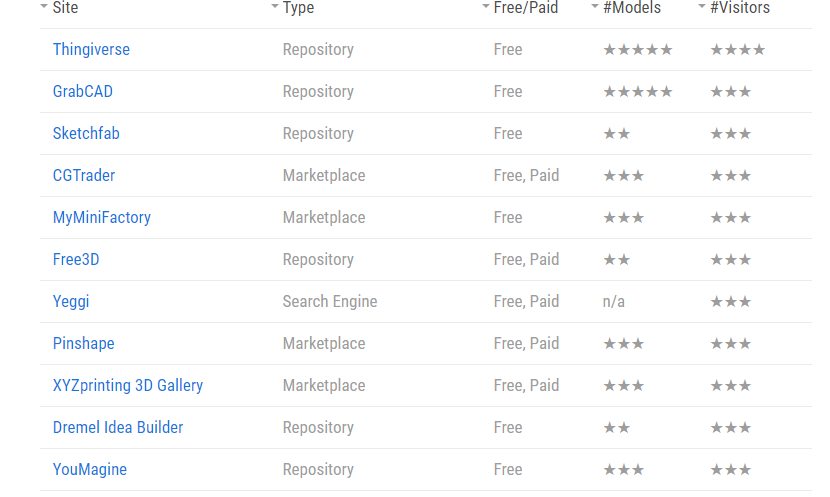 Site Type Free/Paid #Models #Visitors
Thingiverse Repository Free ★★★★★ ★★★★
GrabCAD Repository Free ★★★★★ ★★★
Sketchfab Repository Free ★★ ★★★
CGTrader Marketplace Free, Paid ★★★ ★★★
MyMiniFactory Marketplace Free ★★★ ★★★
Free3D Repository Free, Paid ★★ ★★★
Yeggi Search Engine Free, Paid n/a ★★★
Pinshape Marketplace Free, Paid ★★★ ★★★
XYZprinting 3D Gallery Marketplace Free, Paid ★★★ ★★★
Dremel Idea Builder Repository Free ★★ ★★★
YouMagine Repository Free ★★★ ★★★